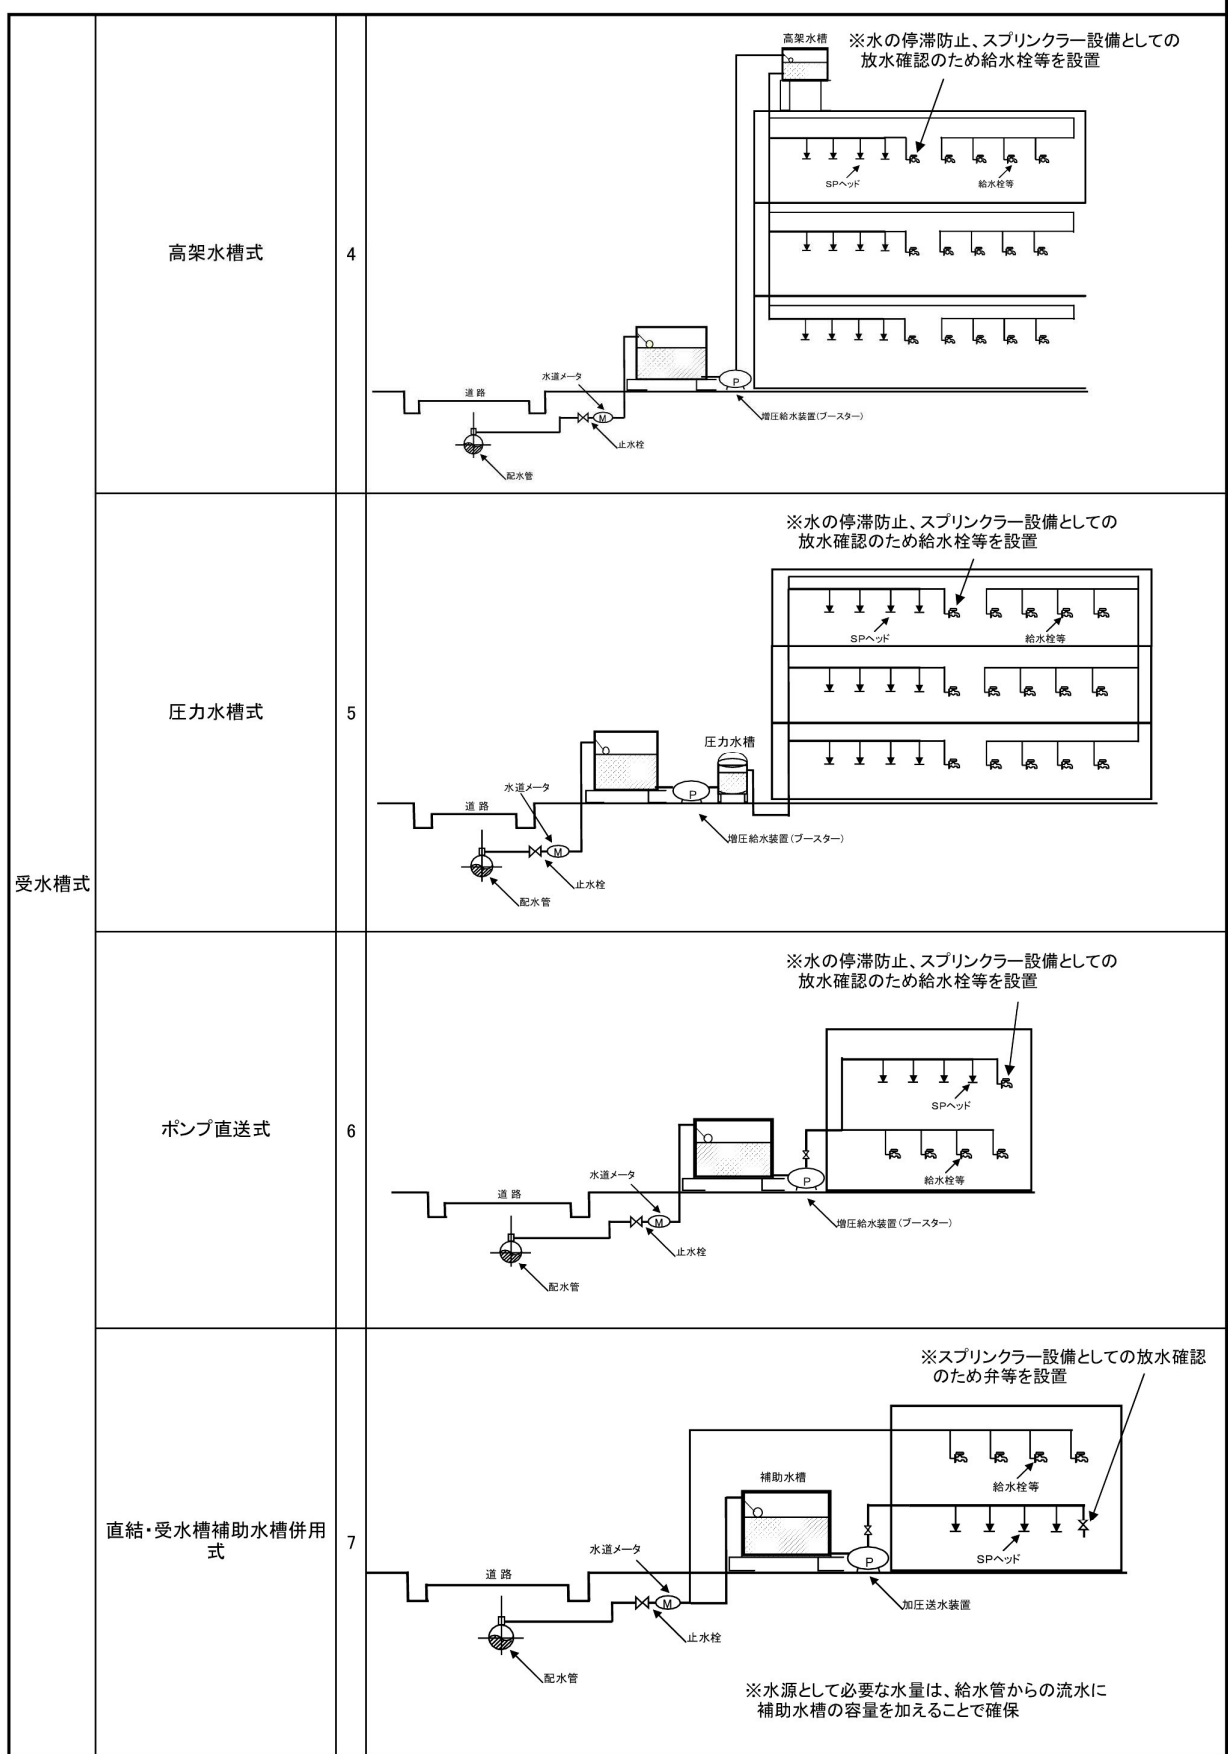 受水槽式
高架水槽式
4
高架水槽
※水の停滞防止、スプリンクラー設備としての
放水確認のため給水栓等を設置
SPヘッド
給水栓等
水道メータ
道路
P
M
増圧給水装置(ブースター)
止水栓
配水管
圧力水槽式
5
※水の停滞防止、スプリンクラー設備としての
放水確認のため給水栓等を設置
SPヘッド
給水栓等
圧力水槽
水道メータ
道路
P
M
増圧給水装置(ブースター)
止水栓
配水管
ポンプ直送式
6
※水の停滞防止、スプリンクラー設備としての
放水確認のため給水栓等を設置
SPヘッド
給水栓等
水道メータ
道路
P
M
増圧給水装置(ブースター)
止水栓
配水管
直結・受水槽補助水槽併用
式
7
※スプリンクラー設備としての放水確認
のため弁等を設置
給水栓等
補助水槽
SPヘッド
水道メータ
道路
P
M
加圧送水装置
止水栓
配水管
※水源として必要な水量は、給水管からの流水に
補助水槽の容量を加えることで確保